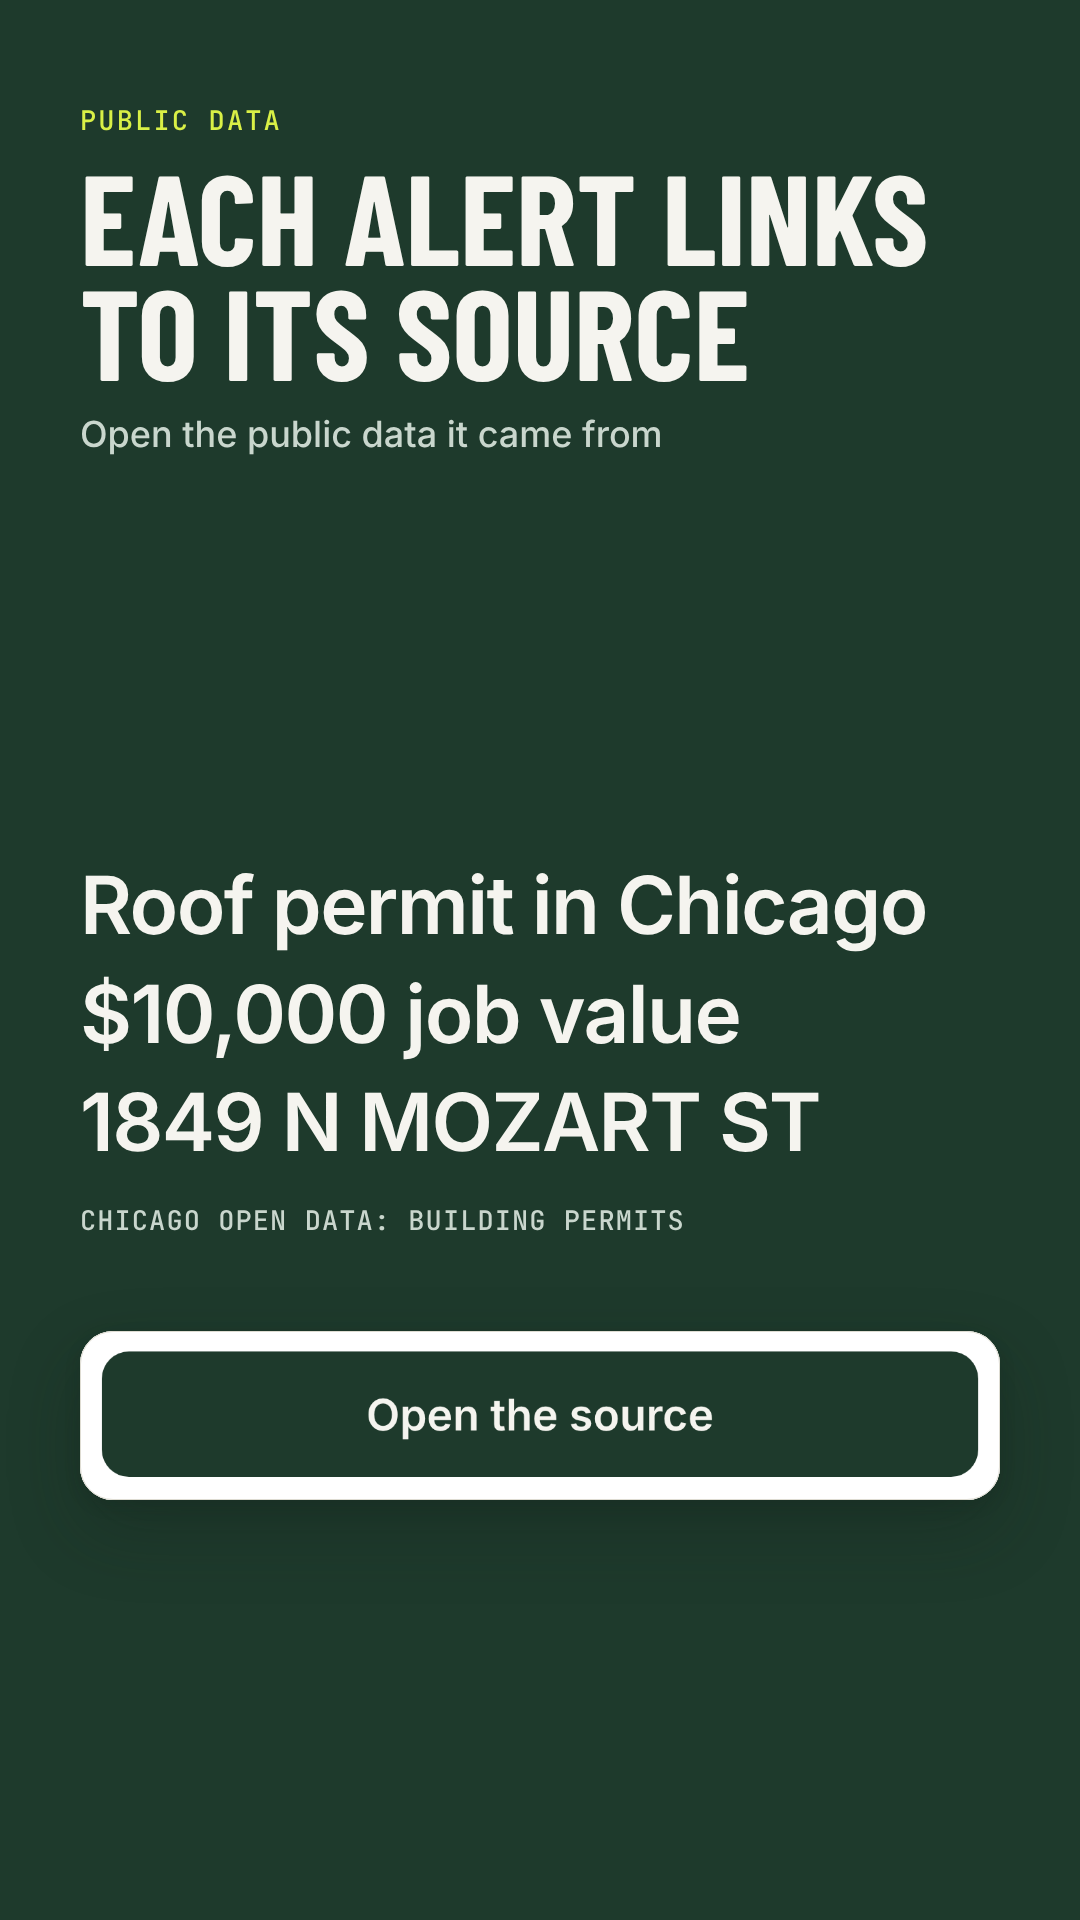 PUBLIC DATA
EACH ALERT LINKS
TO ITS SOURCE
Open the public data it came from
Roof permit in Chicago
$10,000 job value
1849 N MOZART ST
CHICAGO OPEN DATA: BUILDING PERMITS
Open the source